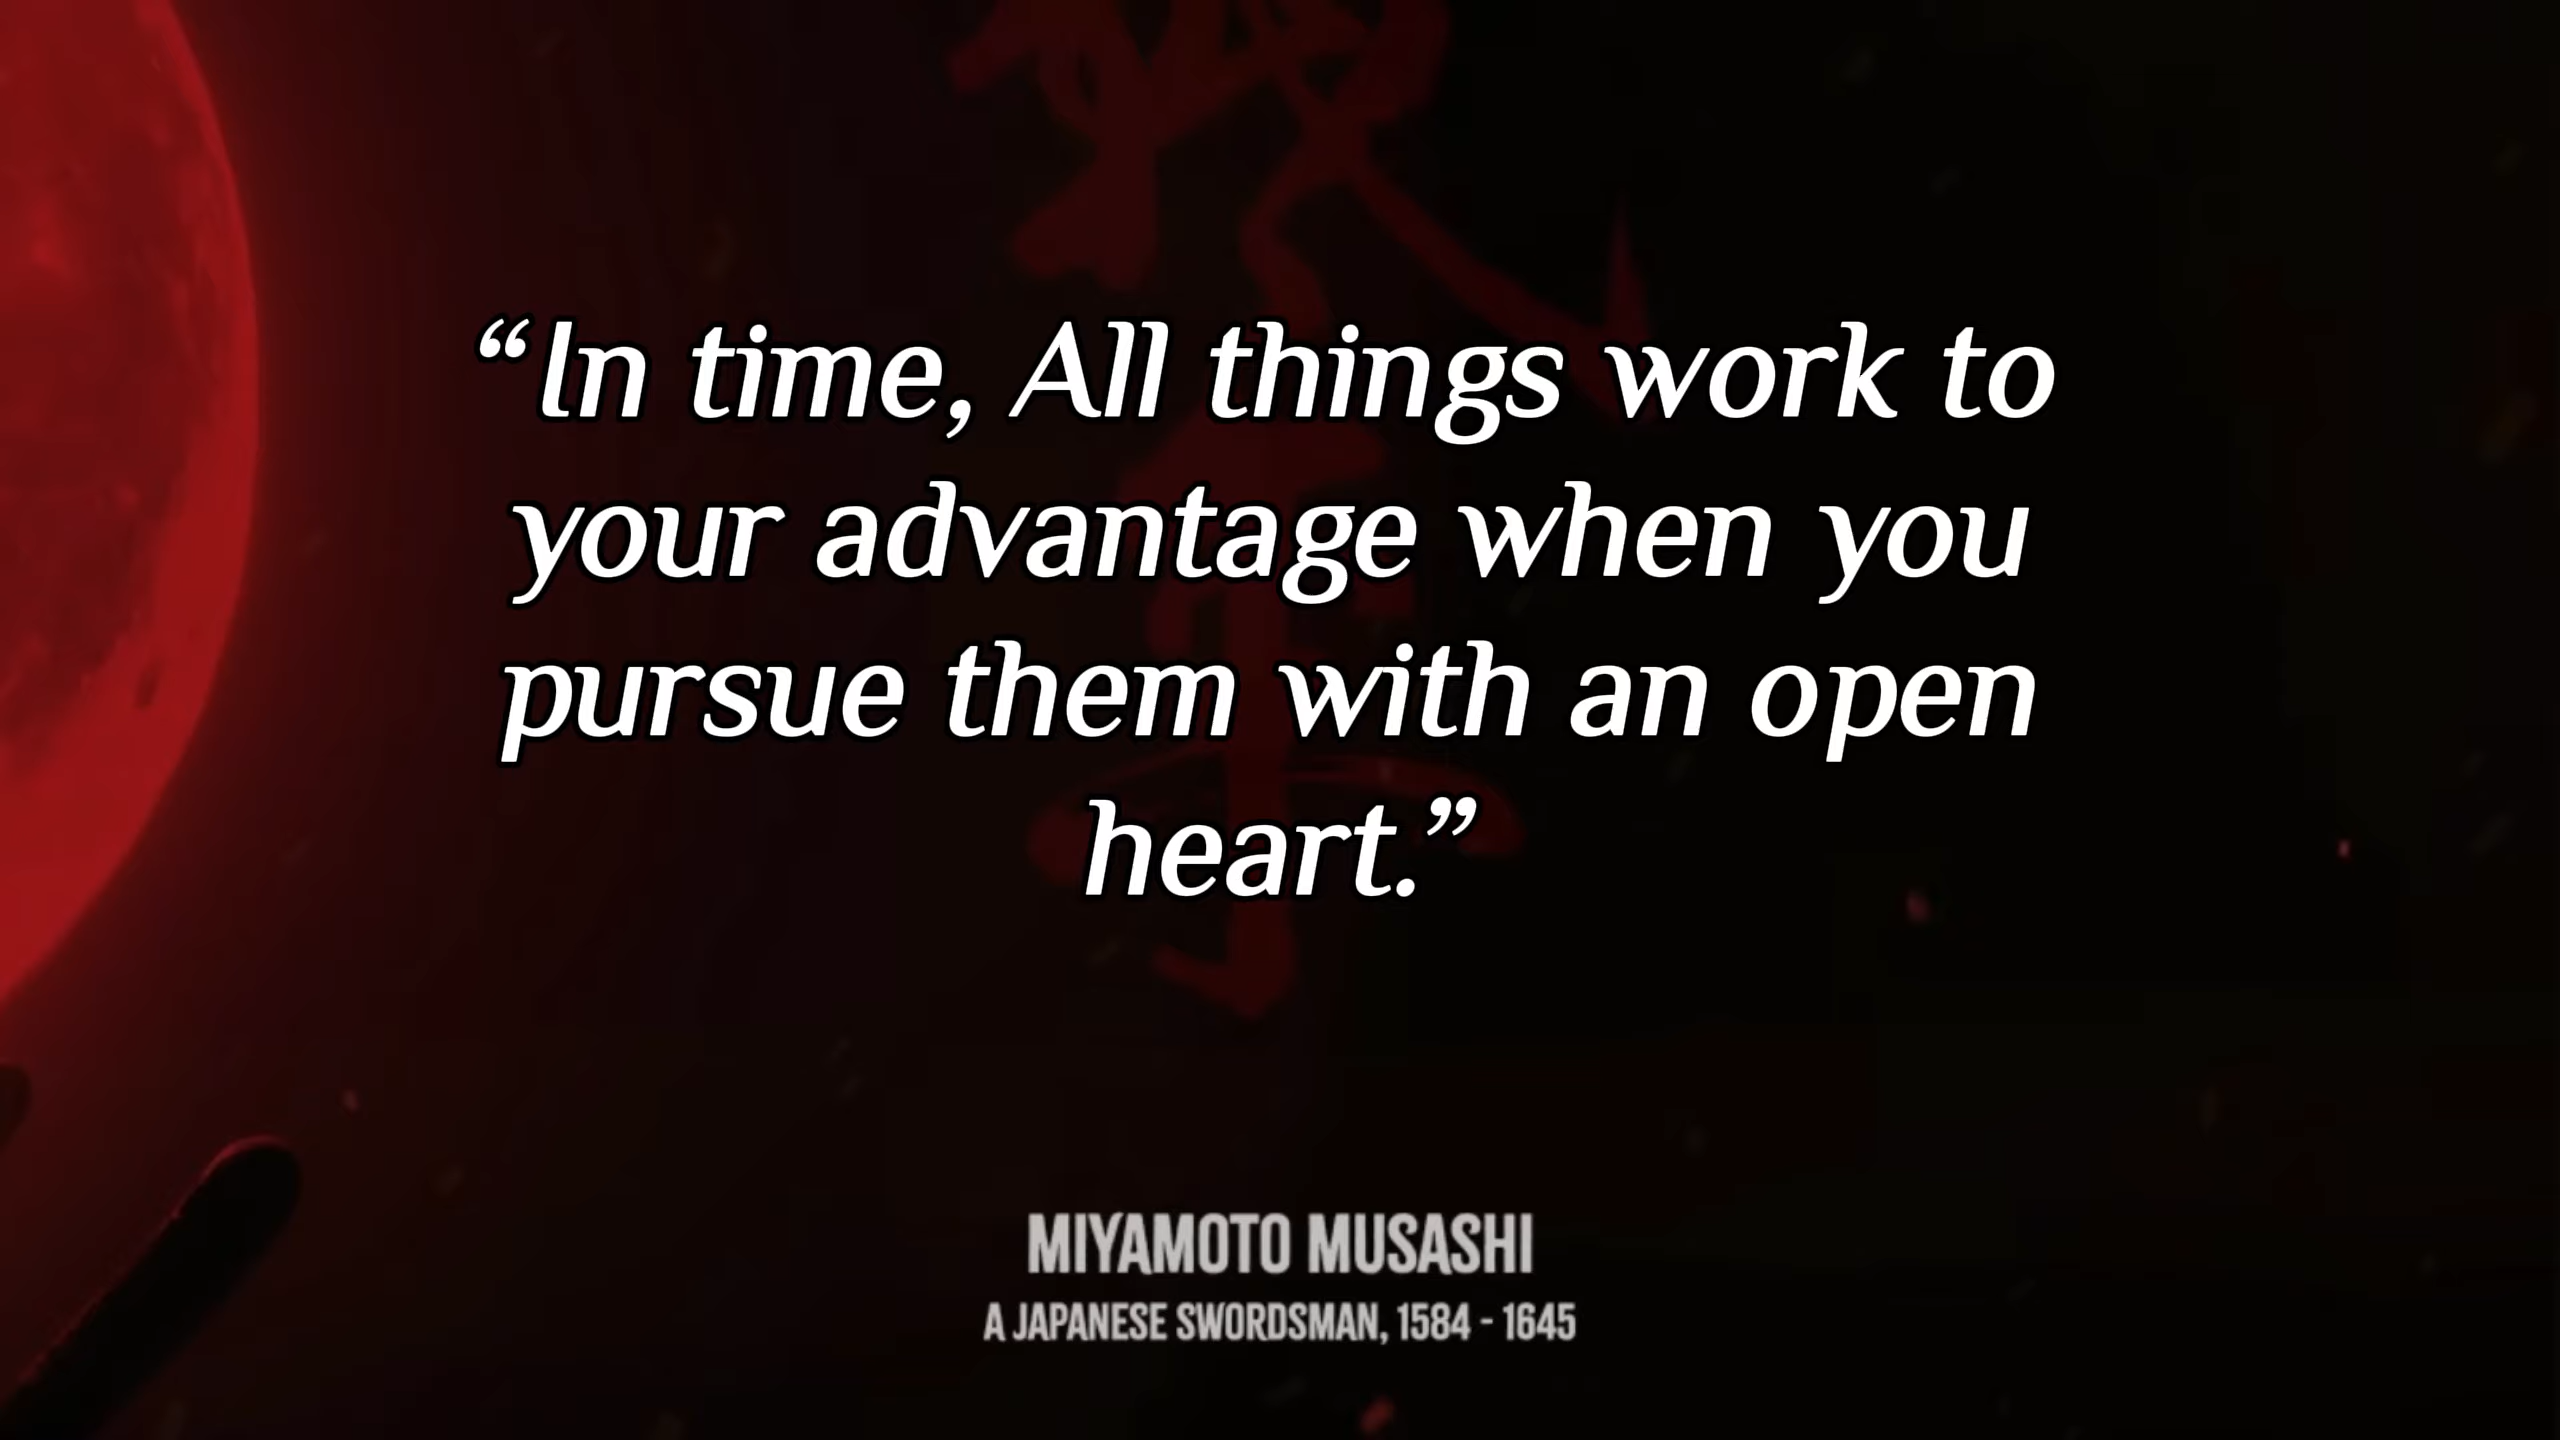 “In time, All things work to
your advantage when you
pursue them with an open
heart.”
MIYAMOTO MUSASHI
A JAPANESE SWORDSMAN, 1584 - 1645